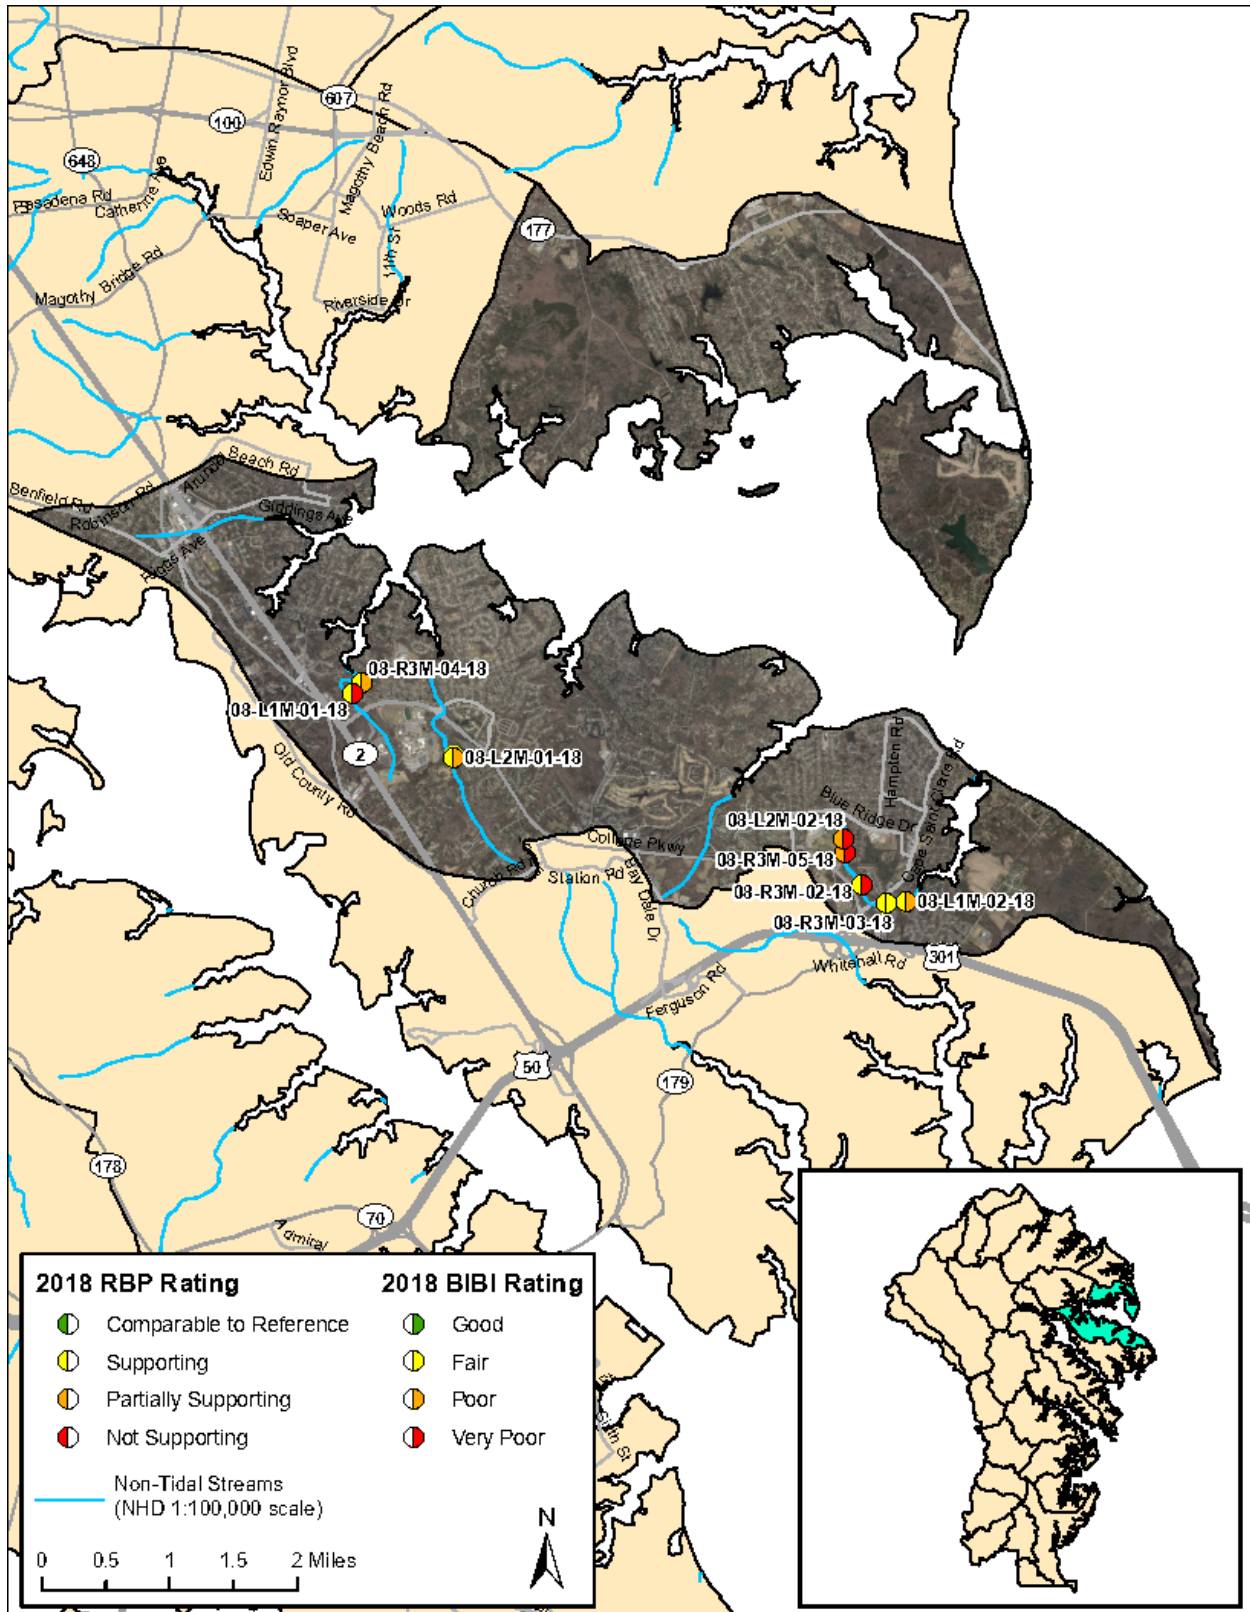 607
100
648
Edwin Raynor Blvd
Magothy Beach Rd
Pasadena Rd
Catherine Ave
Woods Rd
Soaper Ave
11th St
177
Magothy Bridge Rd
Riverside Dr
Arundel Beach Rd
Benfield Rd
Robinson Rd
Giddings Ave
Riggs Ave
08-R3M-04-18
08-L1M-01-18
2
08-L2M-01-18
Old County Rd
Hampton Rd
Cape Saint Claire Rd
Blue Ridge Dr
08-L2M-02-18
College Pkwy
08-R3M-05-18
Church Rd
Station Rd
Bay Dale Dr
08-R3M-02-18
08-L1M-02-18
08-R3M-03-18
Whitehall Rd
301
Ferguson Rd
50
179
178
70
Admiral
2018 RBP Rating
Comparable to Reference
Supporting
Partially Supporting
Not Supporting
2018 BIBI Rating
Good
Fair
Poor
Very Poor
Non-Tidal Streams
(NHD 1:100,000 scale)
0 0.5 1 1.5 2 Miles
N